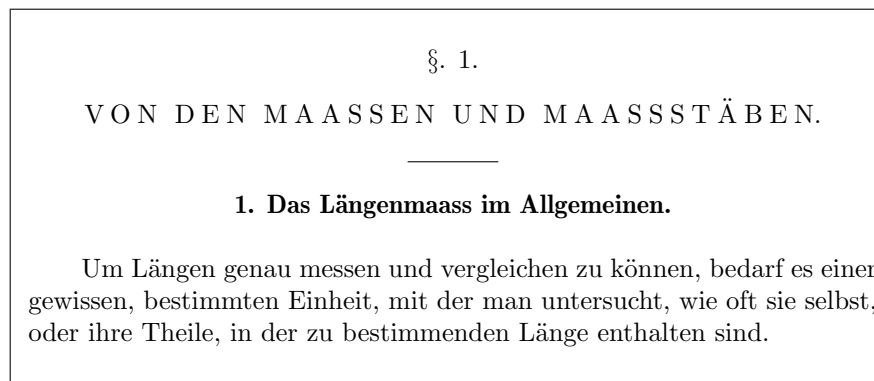 §. 1.
VON DEN MAASSEN UND MAASSSTÄBEN.
1. Das Längenmaass im Allgemeinen.
Um Längen genau messen und vergleichen zu können, bedarf es einer
gewissen, bestimmten Einheit, mit der man untersucht, wie oft sie selbst,
oder ihre Theile, in der zu bestimmenden Länge enthalten sind.